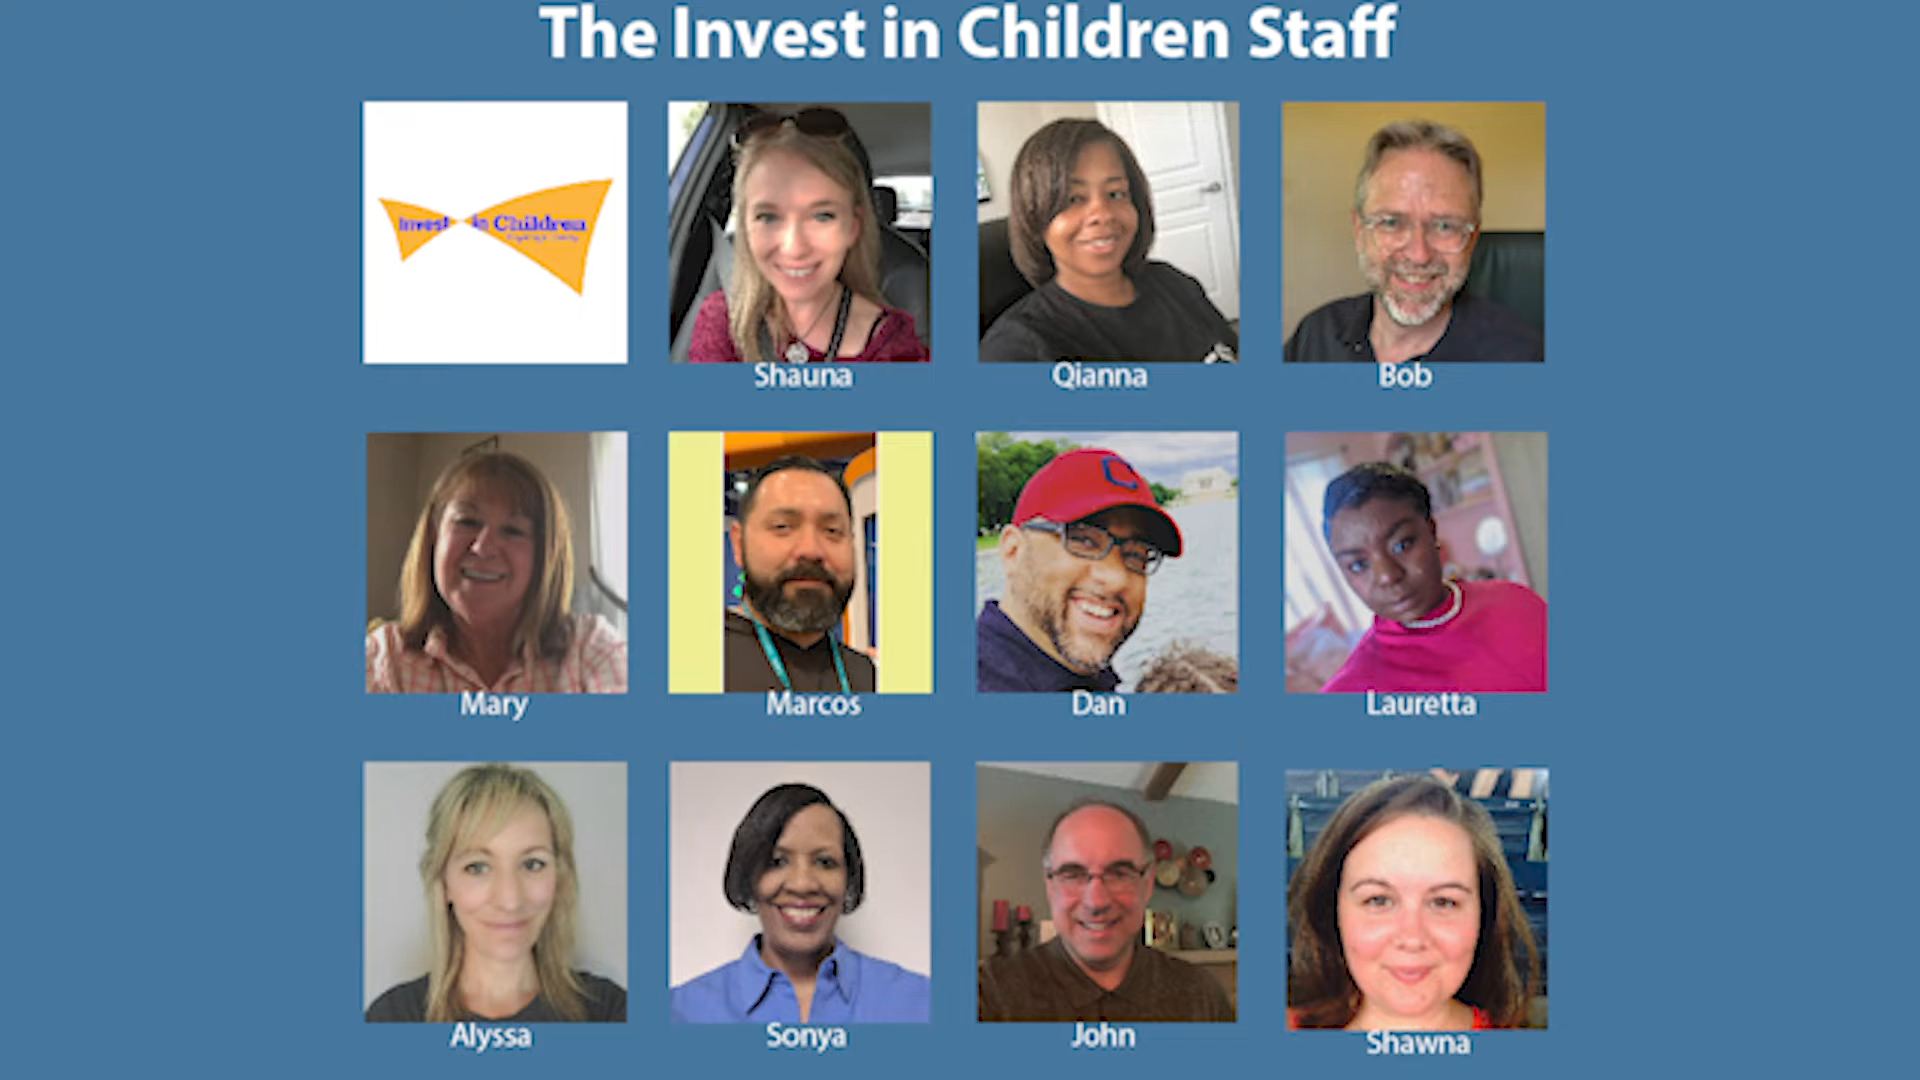 The Invest in Children Staff
Invest in Children
Shauna
Qianna
Bob
C
Mary
Marcos
Dan
Lauretta
Alyssa
Sonya
John
Shawna